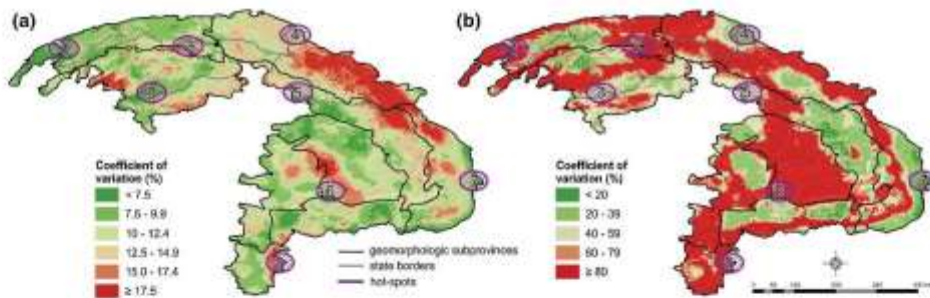 (a)
Coefficient of
variation (%)
< 7.5
7.5 - 9.9
10 - 12.4
12.5 - 14.9
15.0 - 17.4
≥ 17.5
geomorphologic subprovinces
state borders
hot-spots
(b)
Coefficient of
variation (%)
< 20
20 - 39
40 - 59
60 - 79
≥ 80